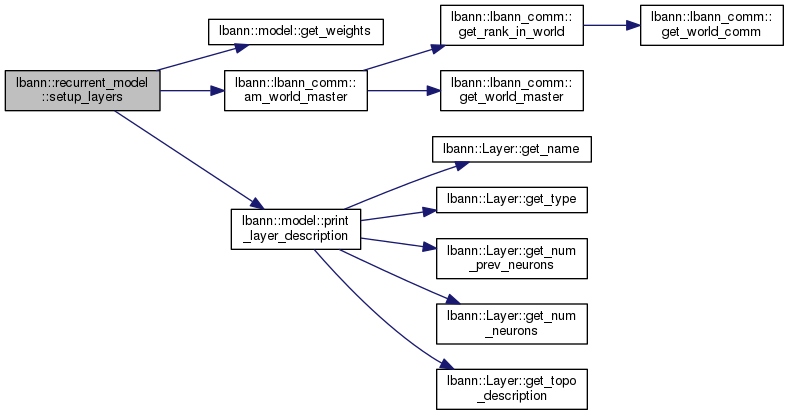 lbann::recurrent_model
::setup_layers
lbann::model::get_weights
lbann::lbann_comm::
am_world_master
lbann::lbann_comm::
get_rank_in_world
lbann::lbann_comm::
get_world_comm
lbann::lbann_comm::
get_world_master
lbann::model::print
_layer_description
lbann::Layer::get_name
lbann::Layer::get_type
lbann::Layer::get_num
_prev_neurons
lbann::Layer::get_num
_neurons
lbann::Layer::get_topo
_description